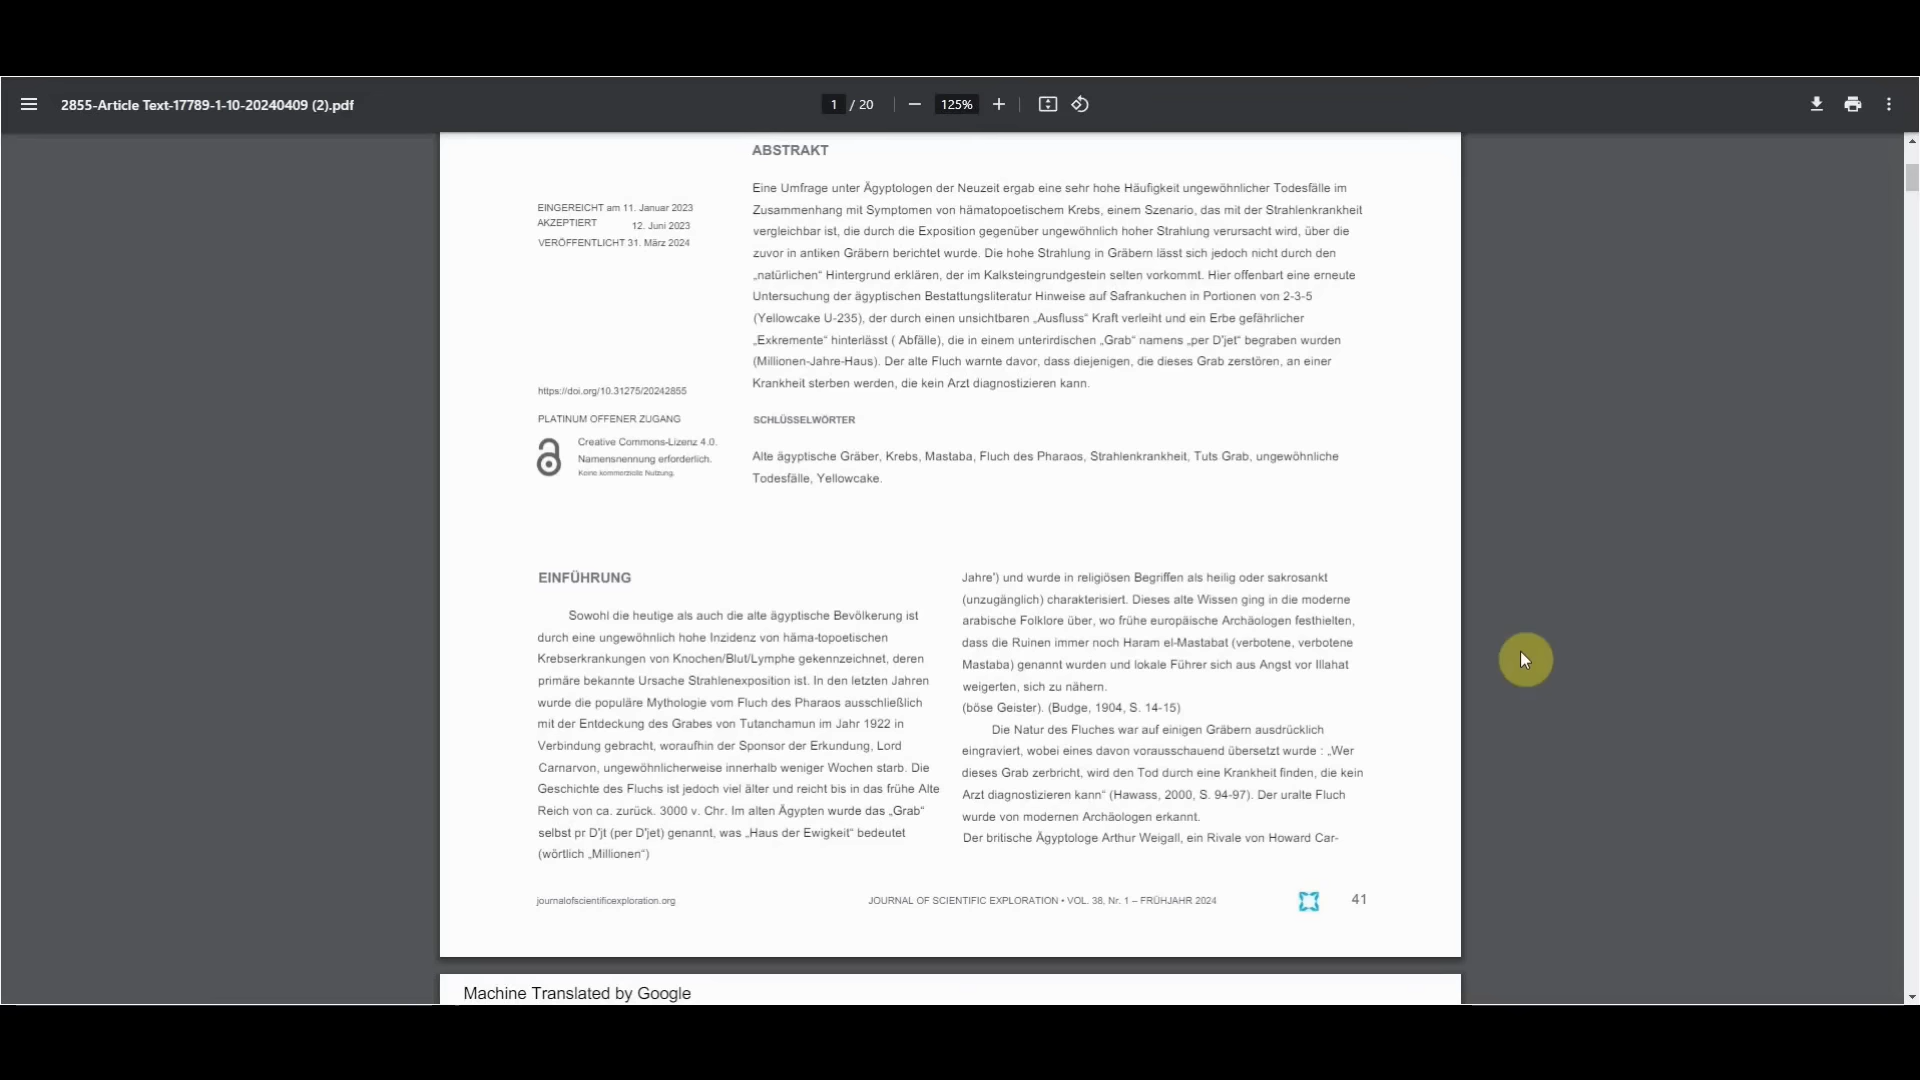 2855-Article Text-17789-1-10-20240409 (2).pdf
1 / 20
125%
ABSTRAKT
EINGEREICHT am 11. Januar 2023
AKZEPTIERT 12. Juni 2023
VERÖFFENTLICHT 31. März 2024
Eine Umfrage unter Ägyptologen der Neuzeit ergab eine sehr hohe Häufigkeit ungewöhnlicher Todesfälle im
Zusammenhang mit Symptomen von hämatopoetischem Krebs, einem Szenario, das mit der Strahlenkrankheit
vergleichbar ist, die durch die Exposition gegenüber ungewöhnlich hoher Strahlung verursacht wird, über die
zuvor in antiken Gräbern berichtet wurde. Die hohe Strahlung in Gräbern lässt sich jedoch nicht durch den
„natürlichen“ Hintergrund erklären, der im Kalksteingrundgestein selten vorkommt. Hier offenbart eine erneute
Untersuchung der ägyptischen Bestattungsliteratur Hinweise auf Safrankuchen in Portionen von 2-3-5
(Yellowcake U-235), der durch einen unsichtbaren „Ausfluss“ Kraft verleiht und ein Erbe gefährlicher
„Exkremente“ hinterlässt ( Abfälle), die in einem unterirdischen „Grab“ namens „per D'jet“ begraben wurden
(Millionen-Jahre-Haus). Der alte Fluch warnte davor, dass diejenigen, die dieses Grab zerstören, an einer
Krankheit sterben werden, die kein Arzt diagnostizieren kann.
https://doi.org/10.31275/20242855
PLATINUM OFFENER ZUGANG
Creative Commons-Lizenz 4.0.
Namensnennung erforderlich.
Keine kommerzielle Nutzung.
SCHLÜSSELWÖRTER
Alte ägyptische Gräber, Krebs, Mastaba, Fluch des Pharaos, Strahlenkrankheit, Tuts Grab, ungewöhnliche
Todesfälle, Yellowcake.
EINFÜHRUNG
Sowohl die heutige als auch die alte ägyptische Bevölkerung ist
durch eine ungewöhnlich hohe Inzidenz von häma-topoetischen
Krebserkrankungen von Knochen/Blut/Lymphe gekennzeichnet, deren
primäre bekannte Ursache Strahlenexposition ist. In den letzten Jahren
wurde die populäre Mythologie vom Fluch des Pharaos ausschließlich
mit der Entdeckung des Grabes von Tutanchamun im Jahr 1922 in
Verbindung gebracht, woraufhin der Sponsor der Erkundung, Lord
Carnarvon, ungewöhnlicherweise innerhalb weniger Wochen starb. Die
Geschichte des Fluchs ist jedoch viel älter und reicht bis in das frühe Alte
Reich von ca. zurück. 3000 v. Chr. Im alten Ägypten wurde das „Grab“
selbst pr D'jt (per D'jet) genannt, was „Haus der Ewigkeit“ bedeutet
(wörtlich „Millionen“)
Jahre') und wurde in religiösen Begriffen als heilig oder sakrosankt
(unzugänglich) charakterisiert. Dieses alte Wissen ging in die moderne
arabische Folklore über, wo frühe europäische Archäologen festhielten,
dass die Ruinen immer noch Haram el-Mastabat (verbotene, verbotene
Mastaba) genannt wurden und lokale Führer sich aus Angst vor Illahat
weigerten, sich zu nähern.
(böse Geister). (Budge, 1904, S. 14-15)
Die Natur des Fluches war auf einigen Gräbern ausdrücklich
eingraviert, wobei eines davon vorausschauend übersetzt wurde : „Wer
dieses Grab zerbricht, wird den Tod durch eine Krankheit finden, die kein
Arzt diagnostizieren kann“ (Hawass, 2000, S. 94-97). Der uralte Fluch
wurde von modernen Archäologen erkannt.
Der britische Ägyptologe Arthur Weigall, ein Rivale von Howard Car-
journalofscientificexploration.org
JOURNAL OF SCIENTIFIC EXPLORATION • VOL. 38, Nr. 1 – FRÜHJAHR 2024
41
Machine Translated by Google